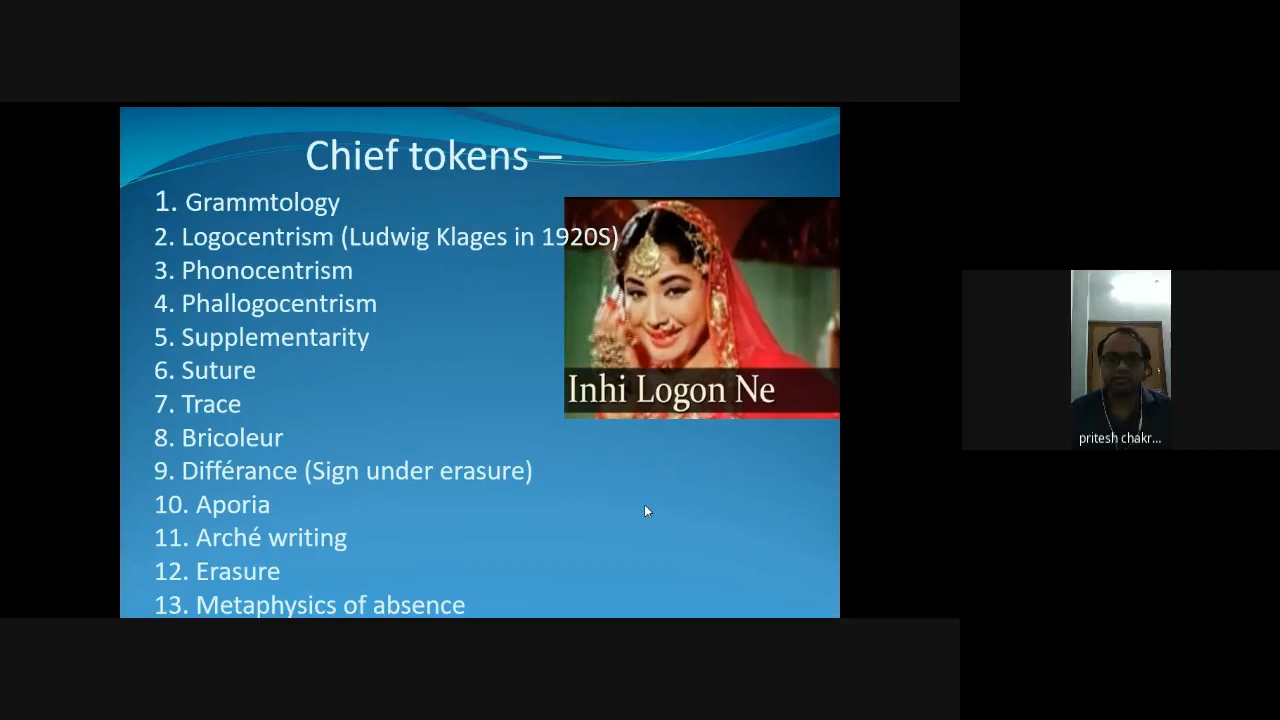 Chief tokens –
1. Grammtology
2. Logocentrism (Ludwig Klages in 1920S)
3. Phonocentrism
4. Phallogocentrism
5. Supplementarity
6. Suture
7. Trace
8. Bricoleur
9. Différance (Sign under erasure)
10. Aporia
11. Arché writing
12. Erasure
13. Metaphysics of absence
Inhi Logon Ne
pritesh chakr...